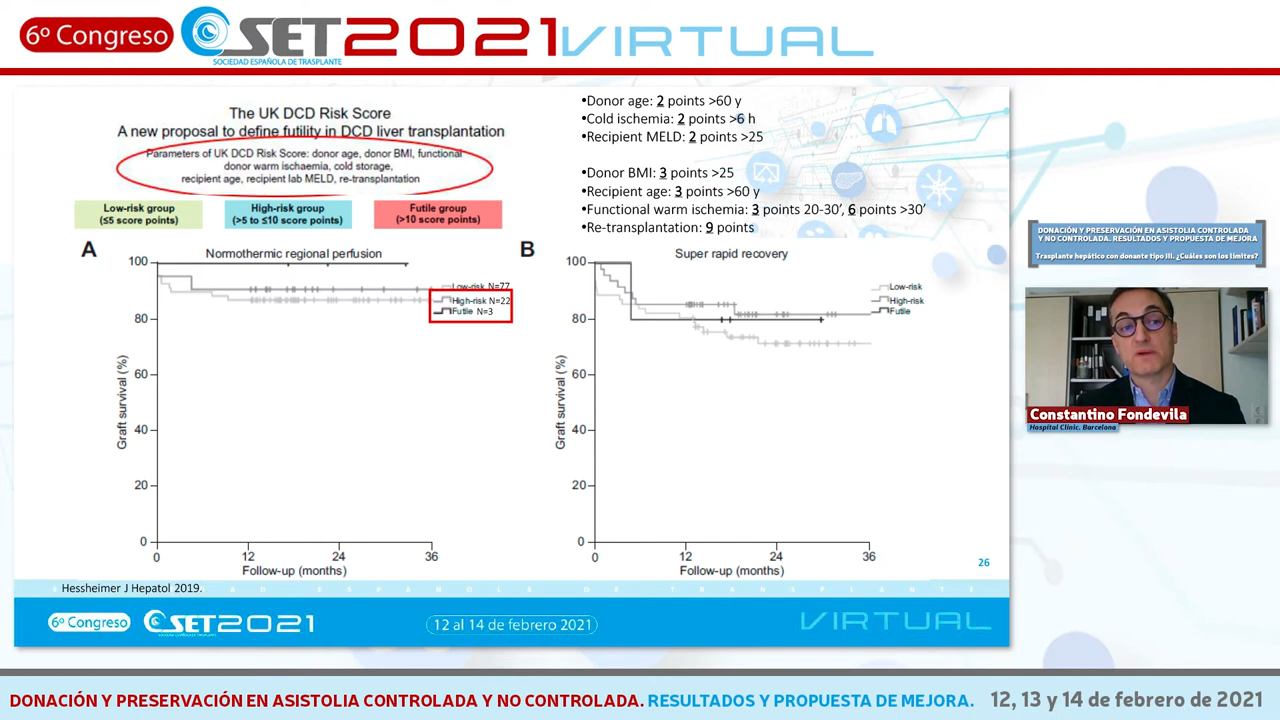 6º Congreso
SET2021VIRTUAL
SOCIEDAD ESPAÑOLA DE TRASPLANTE
The UK DCD Risk Score
A new proposal to define futility in DCD liver transplantation
Parameters of UK DCD Risk Score: donor age, donor BMI, functional
donor warm ischaemia, cold storage,
recipient age, recipient lab MELD, re-transplantation
Low-risk group
(≤5 score points)
High-risk group
(>5 to ≤10 score points)
Futile group
(>10 score points)
•Donor age: 2 points >60 y
•Cold ischemia: 2 points >6 h
•Recipient MELD: 2 points >25
•Donor BMI: 3 points >25
•Recipient age: 3 points >60 y
•Functional warm ischemia: 3 points 20-30’, 6 points >30’
•Re-transplantation: 9 points
A
Normothermic regional perfusion
100
80
60
40
20
0
Graft survival (%)
Low-risk N=77
High-risk N=22
Futile N=3
0 12 24 36
Follow-up (months)
B
Super rapid recovery
100
80
60
40
20
0
Graft survival (%)
Low-risk
High-risk
Futile
0 12 24 36
Follow-up (months)
26
Hessheimer J Hepatol 2019.
AD ESPAÑOLA DE TRASPLANTE
6º Congreso
SET2021
12 al 14 de febrero 2021
VIRTUAL
DONACIÓN Y PRESERVACIÓN EN ASISTOLIA CONTROLADA
Y NO CONTROLADA. RESULTADOS Y PROPUESTA DE MEJORA
Trasplante hepático con donante tipo III. ¿Cuáles son los límites?
Constantino Fondevila
Hospital Clínic. Barcelona
DONACIÓN Y PRESERVACIÓN EN ASISTOLIA CONTROLADA Y NO CONTROLADA. RESULTADOS Y PROPUESTA DE MEJORA. 12, 13 y 14 de febrero de 2021